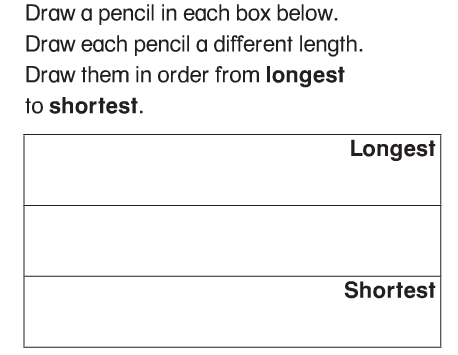 Draw a pencil in each box below.
Draw each pencil a different length.
Draw them in order from longest
to shortest.
Longest
Shortest